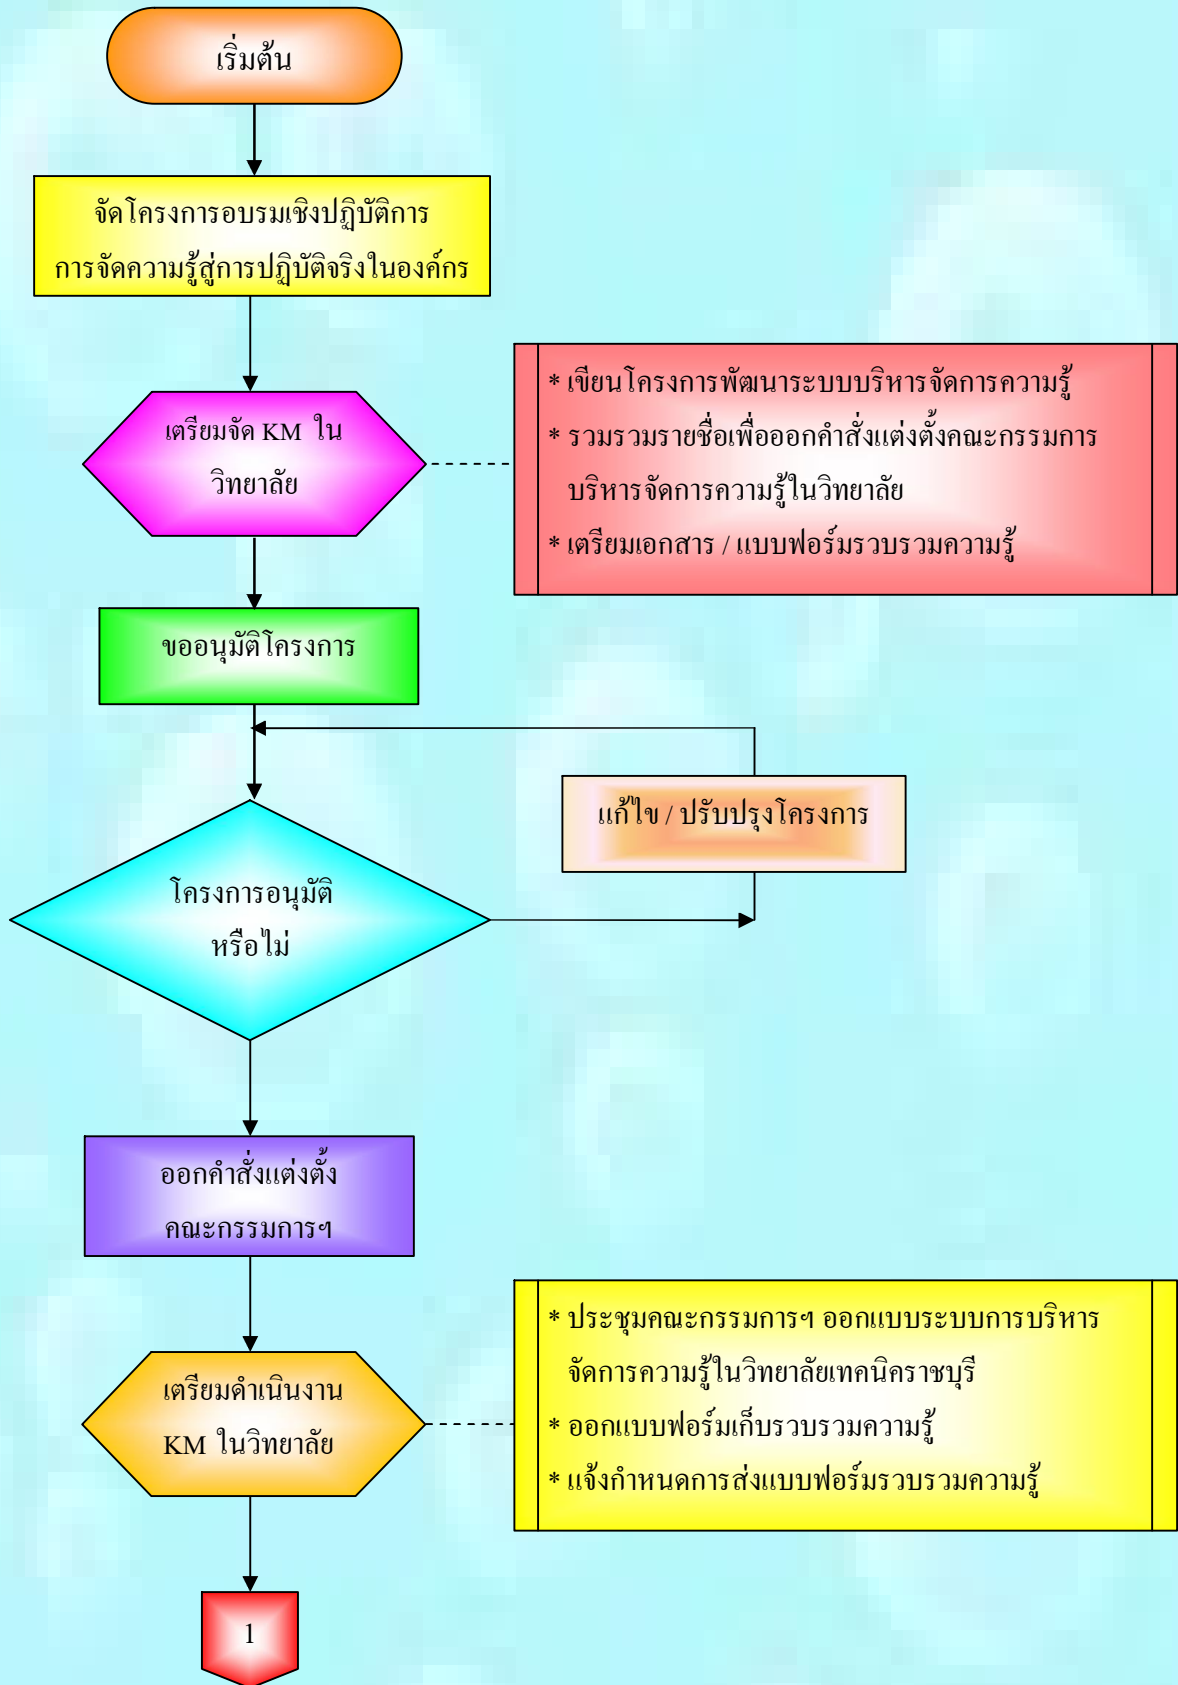 เริ่มต้น
จัดโครงการอบรมเชิงปฏิบัติการ
การจัดความรู้สู่การปฏิบัติจริงในองค์กร
เตรียมจัด KM ใน
วิทยาลัย
* เขียนโครงการพัฒนาระบบบริหารจัดการความรู้
* รวมรวมรายชื่อเพื่อออกคำสั่งแต่งตั้งคณะกรรมการ
บริหารจัดการความรู้ในวิทยาลัย
* เตรียมเอกสาร / แบบฟอร์มรวบรวมความรู้
ขออนุมัติโครงการ
แก้ไข / ปรับปรุงโครงการ
โครงการอนุมัติ
หรือไม่
ออกคำสั่งแต่งตั้ง
คณะกรรมการฯ
* ประชุมคณะกรรมการฯ ออกแบบระบบการบริหาร
จัดการความรู้ในวิทยาลัยเทคนิคราชบุรี
* ออกแบบฟอร์มเก็บรวบรวมความรู้
* แจ้งกำหนดการส่งแบบฟอร์มรวบรวมความรู้
เตรียมดำเนินงาน
KM ในวิทยาลัย
1